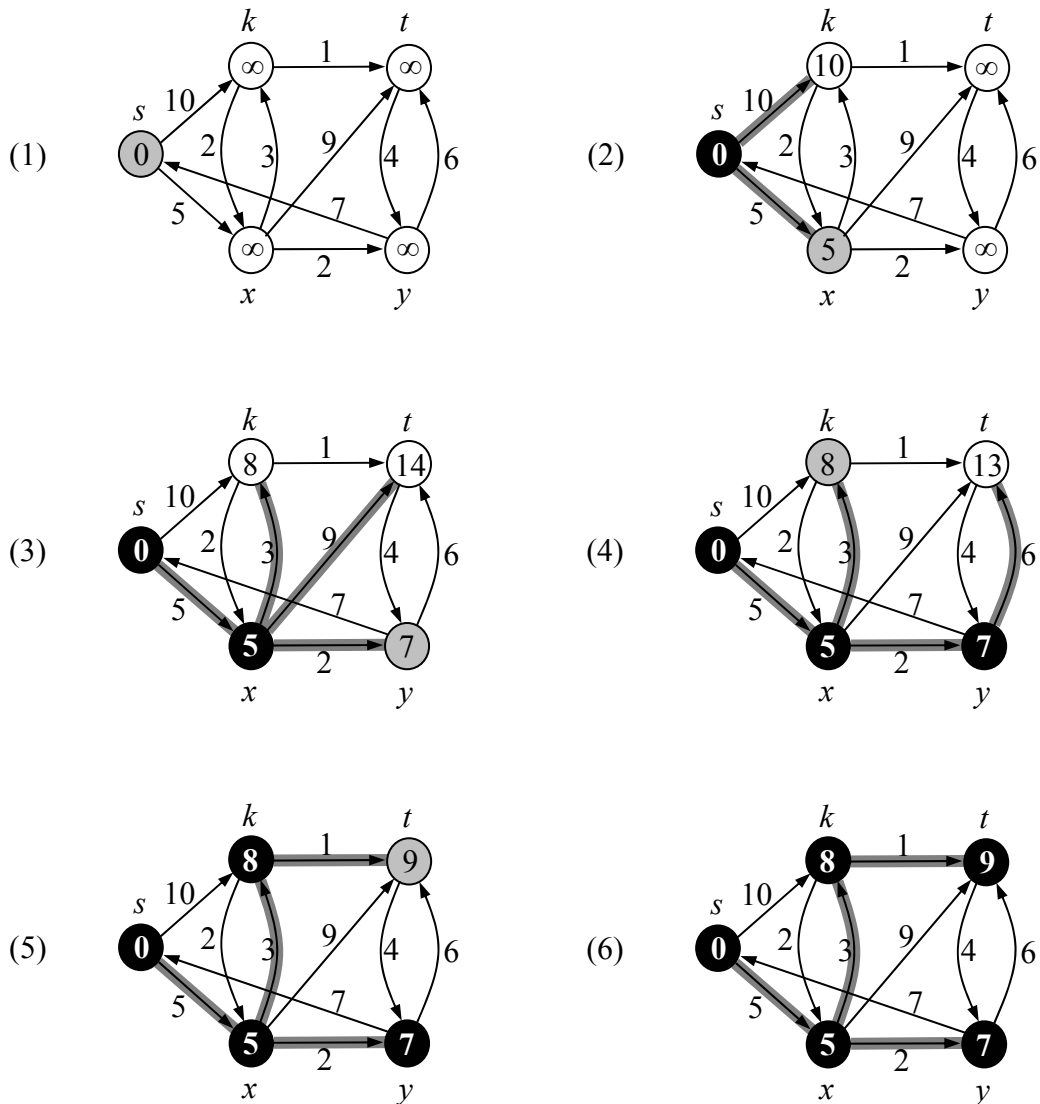 k t
1
∞ ∞
s 10
(1) 0 2 3 9 4 6
5 7
∞ 2 ∞
x y
k t
1
10 ∞
s 10
(2) 0 2 3 9 4 6
5 7
5 2 ∞
x y
k t
1
8 14
s 10
(3) 0 2 3 9 4 6
5 7
5 2 7
x y
k t
1
8 13
s 10
(4) 0 2 3 9 4 6
5 7
5 2 7
x y
k t
1
8 9
s 10
(5) 0 2 3 9 4 6
5 7
5 2 7
x y
k t
1
8 9
s 10
(6) 0 2 3 9 4 6
5 7
5 2 7
x y